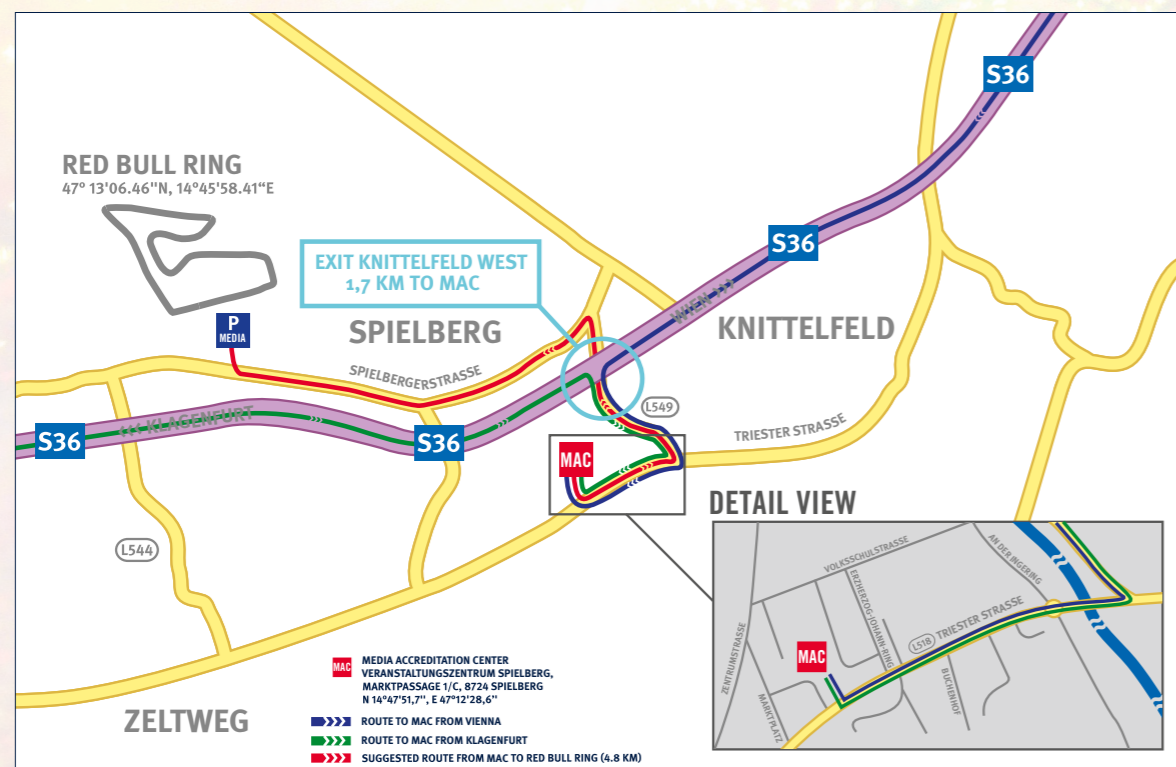 S36
RED BULL RING
47° 13'06.46"N, 14°45'58.41“E
S36
EXIT KNITTELFELD WEST
1,7 KM TO MAC
WIEN >>>
P
MEDIA
SPIELBERG
KNITTELFELD
SPIELBERGERSTRASSE
L549
<<< KLAGENFURT
S36
S36
TRIESTER STRASSE
MAC
DETAIL VIEW
L544
VOLKSSCHULSTRASSE
AN DER INGERING
ERZHERZOG-JOHANN-RING
L518 TRIESTER STRASSE
ZENTRUMSTRASSE
MAC
BUCHENHOF
MARKTPLATZ
ZELTWEG
MAC
MEDIA ACCREDITATION CENTER
VERANSTALTUNGSZENTRUM SPIELBERG,
MARKTPASSAGE 1/C, 8724 SPIELBERG
N 14°47'51,7'', E 47°12'28,6''
ROUTE TO MAC FROM VIENNA
ROUTE TO MAC FROM KLAGENFURT
SUGGESTED ROUTE FROM MAC TO RED BULL RING (4.8 KM)